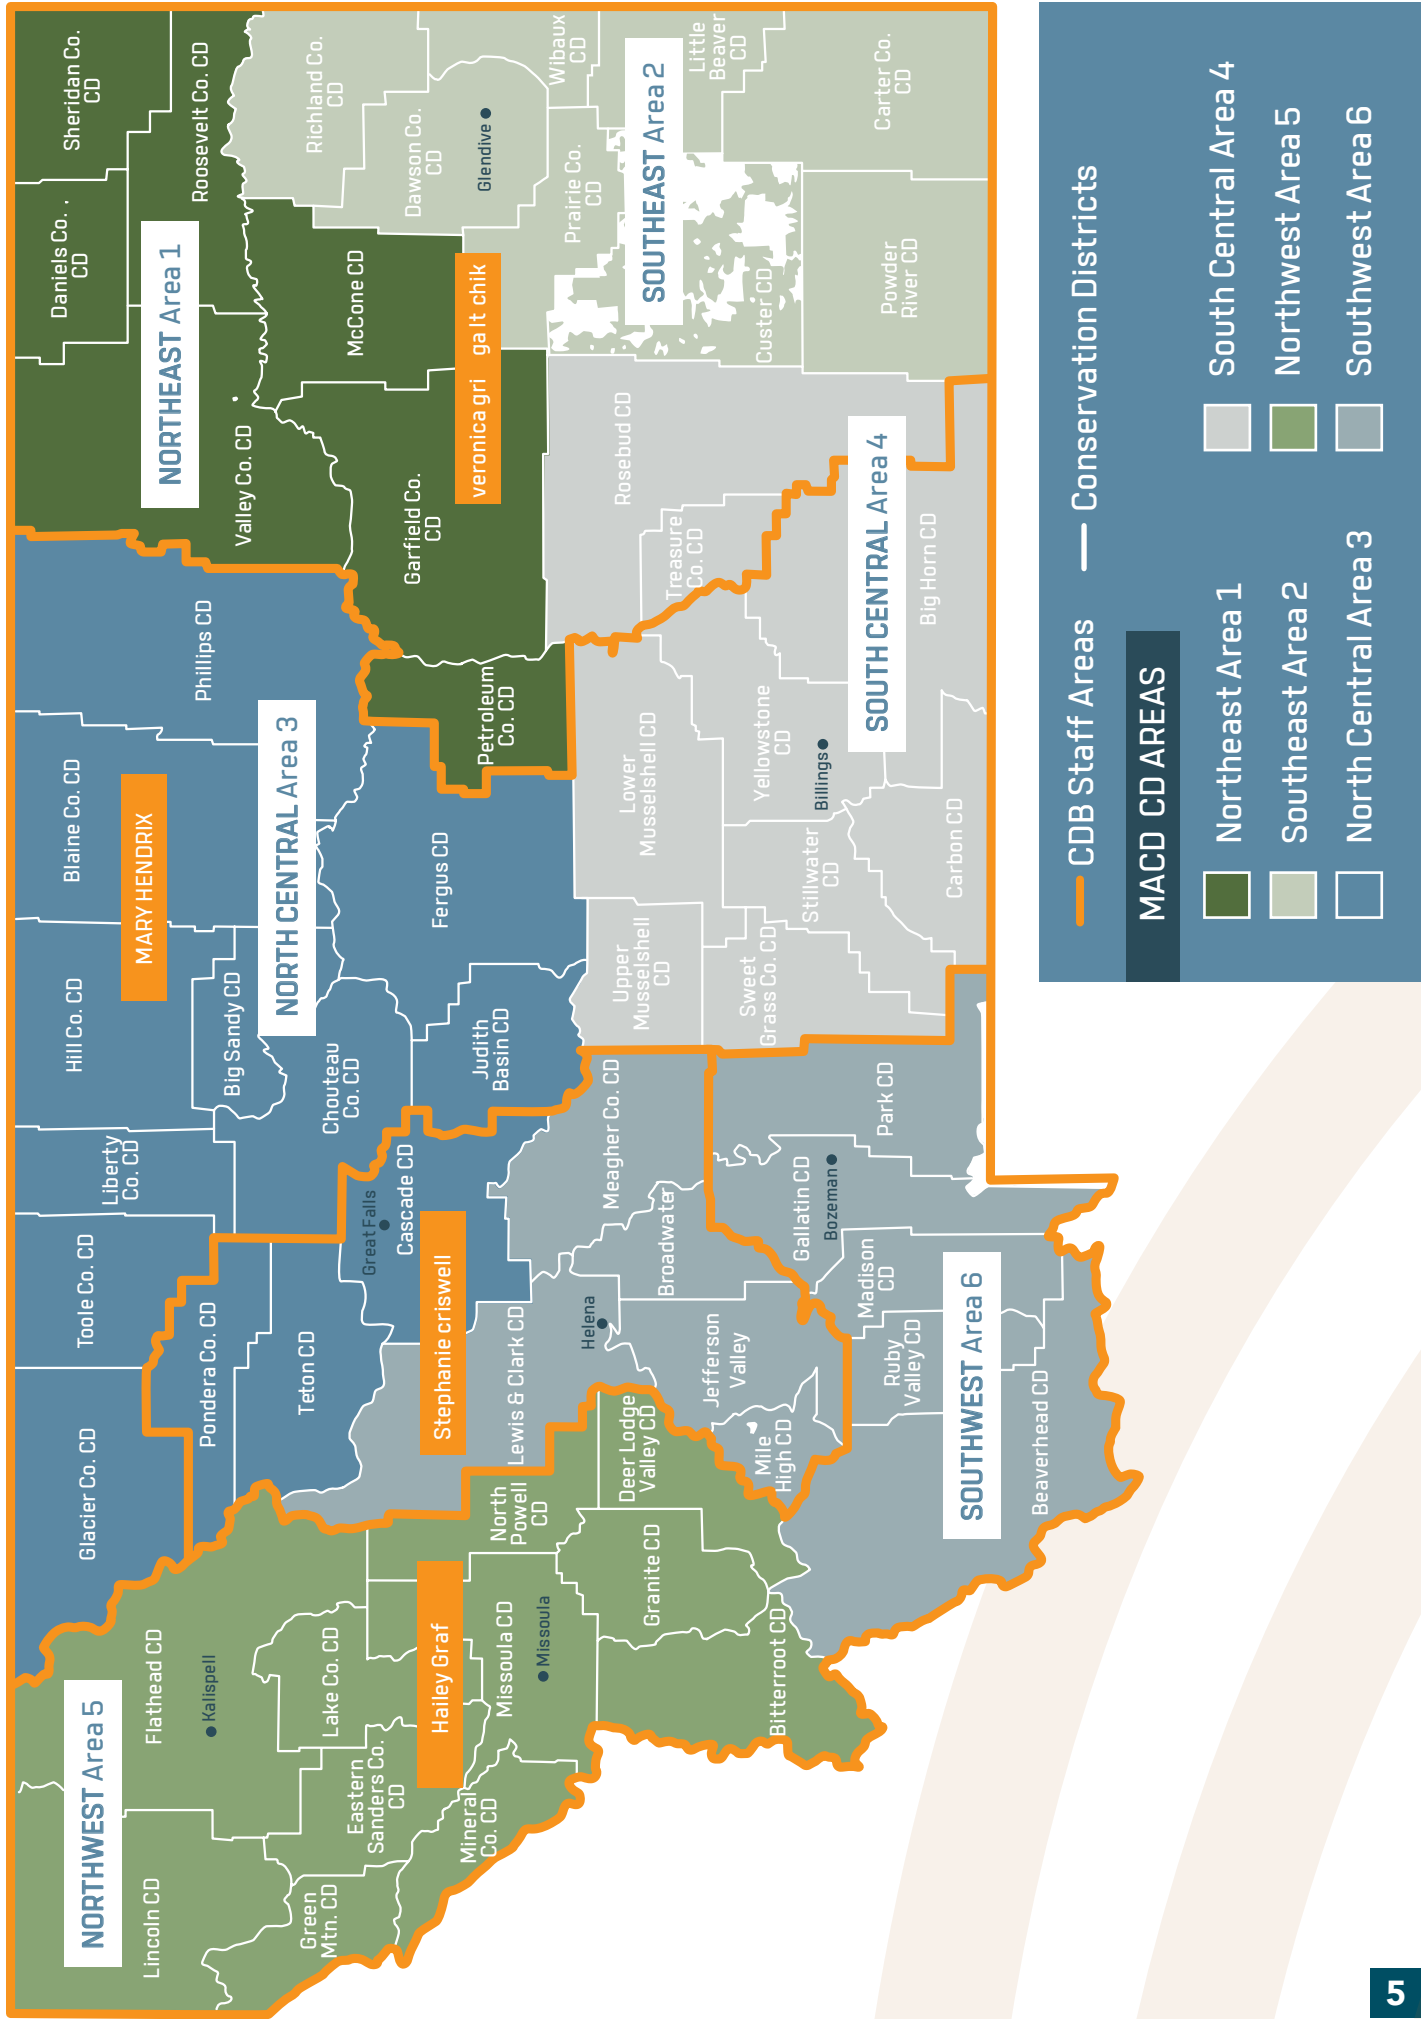 NORTHWEST Area 5
Lincoln CD
Flathead CD
Kalispell
Green
Mtn. CD
Eastern
Sanders Co.
CD
Lake Co. CD
Hailey Graf
Mineral
Co. CD
Missoula CD
Missoula
North
Powell
CD
Granite CD
Deer Lodge
Valley CD
Bitterroot CD
Glacier Co. CD
Toole Co. CD
Liberty
Co. CD
Hill Co. CD
Blaine Co. CD
MARY HENDRIX
Pondera Co. CD
Big Sandy CD
Phillips CD
NORTH CENTRAL Area 3
Teton CD
Chouteau
Co. CD
Great Falls
Cascade CD
Stephanie criswell
Fergus CD
Judith
Basin CD
Lewis & Clark CD
Helena
Meagher Co. CD
Broadwater
Jefferson
Valley
Mile
High CD
Gallatin CD
Bozeman
Park CD
Madison
CD
Ruby
Valley CD
SOUTHWEST Area 6
Beaverhead CD
Daniels Co. .
CD
Sheridan Co.
CD
NORTHEAST Area 1
Roosevelt Co. CD
Valley Co. CD
McCone CD
Garfield Co.
CD
veronica gri ga lt chik
Petroleum
Co. CD
Richland Co.
CD
Dawson Co.
CD
Glendive
Wibaux
CD
Prairie Co.
CD
SOUTHEAST Area 2
Little
Beaver
CD
Custer CD
Carter Co.
CD
Powder
River CD
Rosebud CD
Treasure
Co. CD
Lower
Musselshell CD
Upper
Musselshell
CD
Yellowstone
CD
Billings
SOUTH CENTRAL Area 4
Big Horn CD
Sweet
Grass Co. CD
Stillwater
CD
Carbon CD
CDB Staff Areas
Conservation Districts
MACD CD AREAS
Northeast Area 1
Southeast Area 2
North Central Area 3
South Central Area 4
Northwest Area 5
Southwest Area 6
5